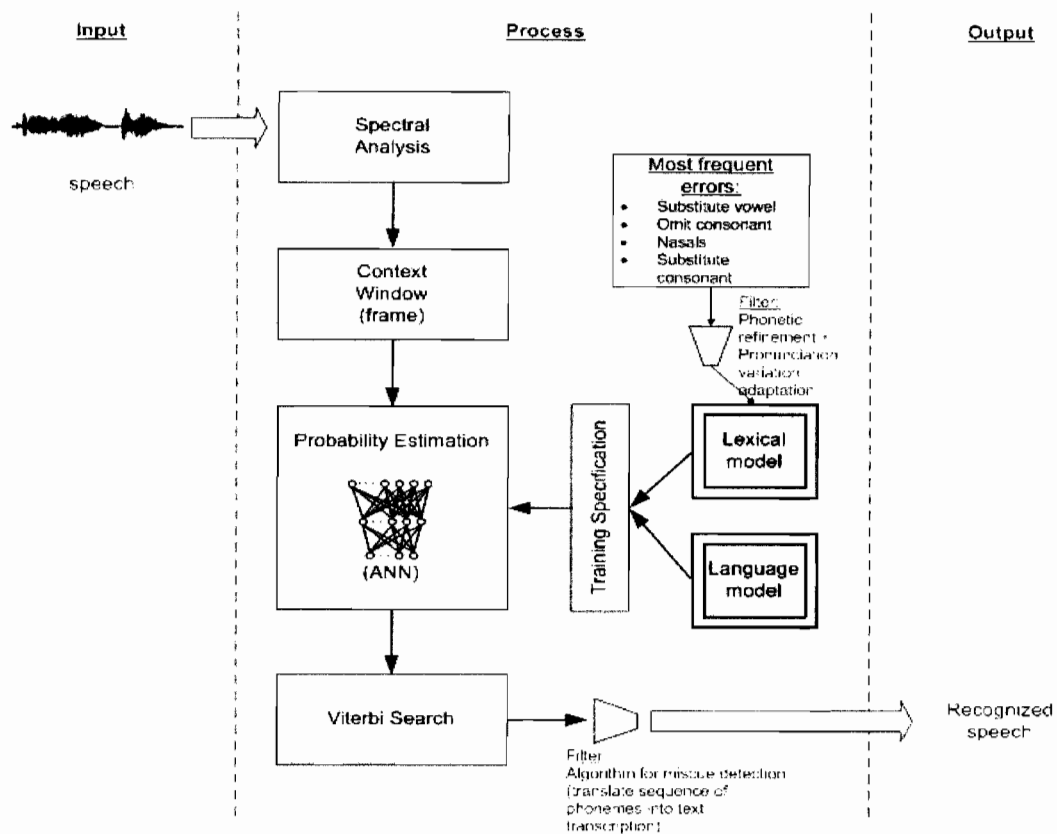 Input
Process
Output
speech
Spectral
Analysis
Most frequent
errors:
• Substitute vowel
• Omit consonant
• Nasals
• Substitute
consonant
Context
Window
(frame)
Filter:
Phonetic
refinement +
Pronunciation
variation
adaptation
Probability Estimation
(ANN)
Training Specification
Lexical
model
Language
model
Viterbi Search
Filter
Algorithm for miscue detection
(translate sequence of
phonemes into text
transcription)
Recognized
speech